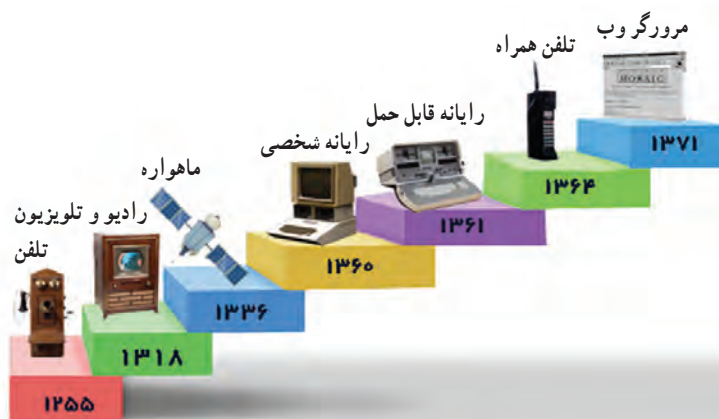 تلفن
۱۲۵۵
رادیو و تلویزیون
۱۳۱۸
ماهواره
۱۳۳۶
رایانه شخصی
۱۳۶۰
رایانه قابل حمل
۱۳۶۱
تلفن همراه
۱۳۶۴
مرورگر وب
MOSAIC
۱۳۷۱